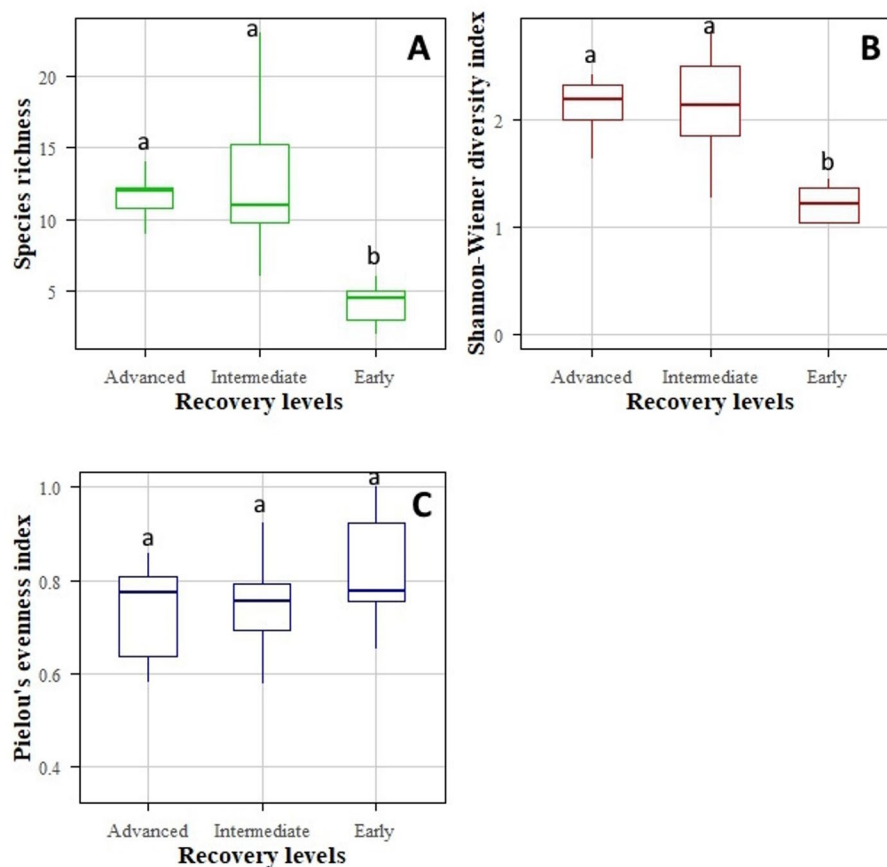 A
Species richness
20
15
10
5
a
a
b
Advanced Intermediate Early
Recovery levels
B
Shannon-Wiener diversity index
2
1
0
a
a
b
Advanced Intermediate Early
Recovery levels
C
Pielou's evenness index
1.0
0.8
0.6
0.4
a
a
a
Advanced Intermediate Early
Recovery levels